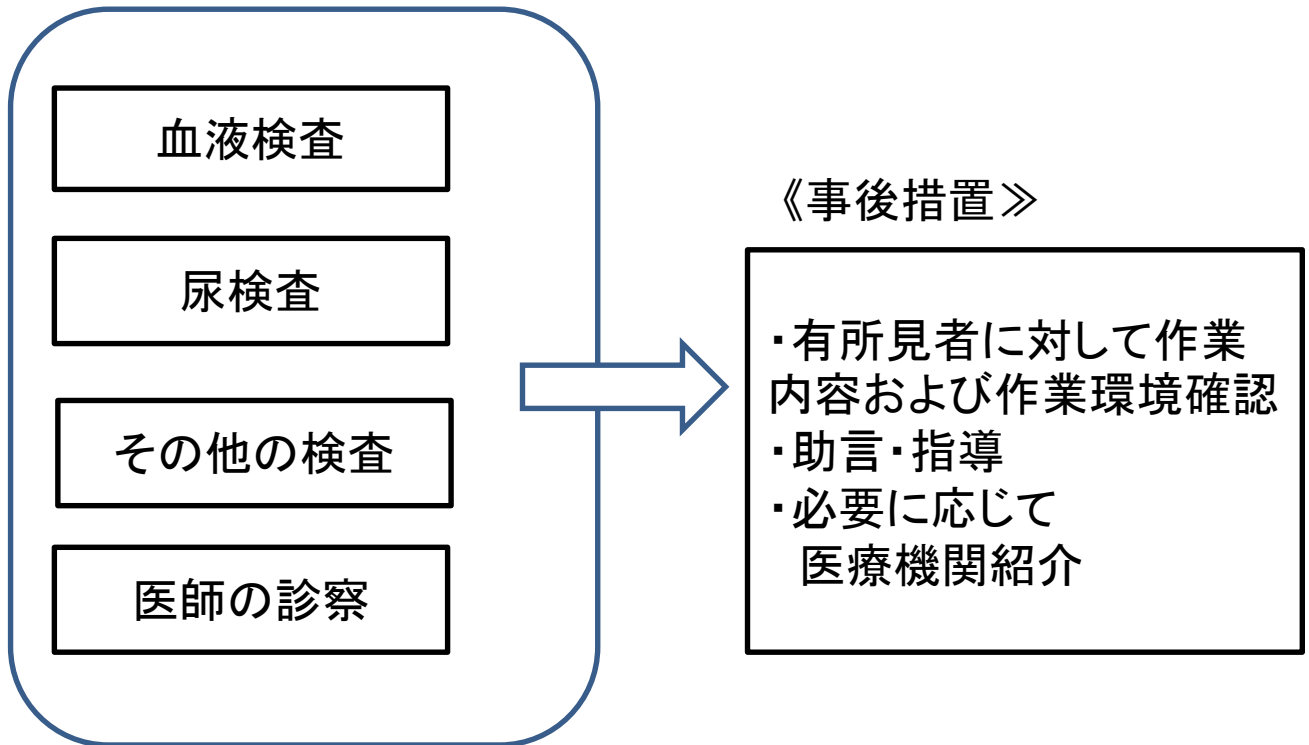 血液検査
尿検査
その他の検査
医師の診察
《事後措置≫
・有所見者に対して作業
内容および作業環境確認
・助言・指導
・必要に応じて
医療機関紹介